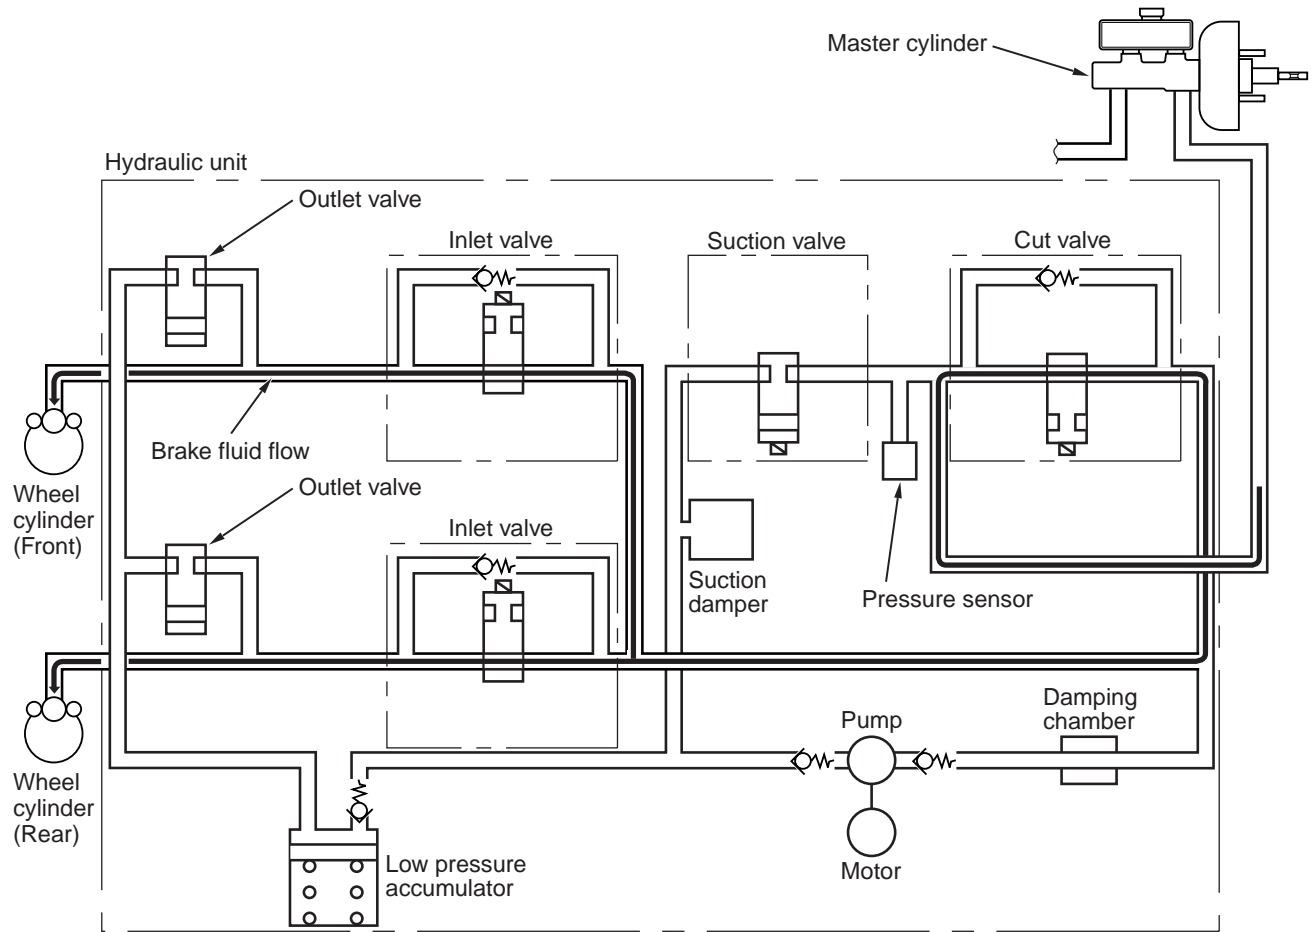 Master cylinder
Hydraulic unit
Outlet valve
Inlet valve
Suction valve
Cut valve
Brake fluid flow
Wheel
cylinder
(Front)
Outlet valve
Inlet valve
Suction
damper
Pressure sensor
Pump
Damping
chamber
Wheel
cylinder
(Rear)
Low pressure
accumulator
Motor